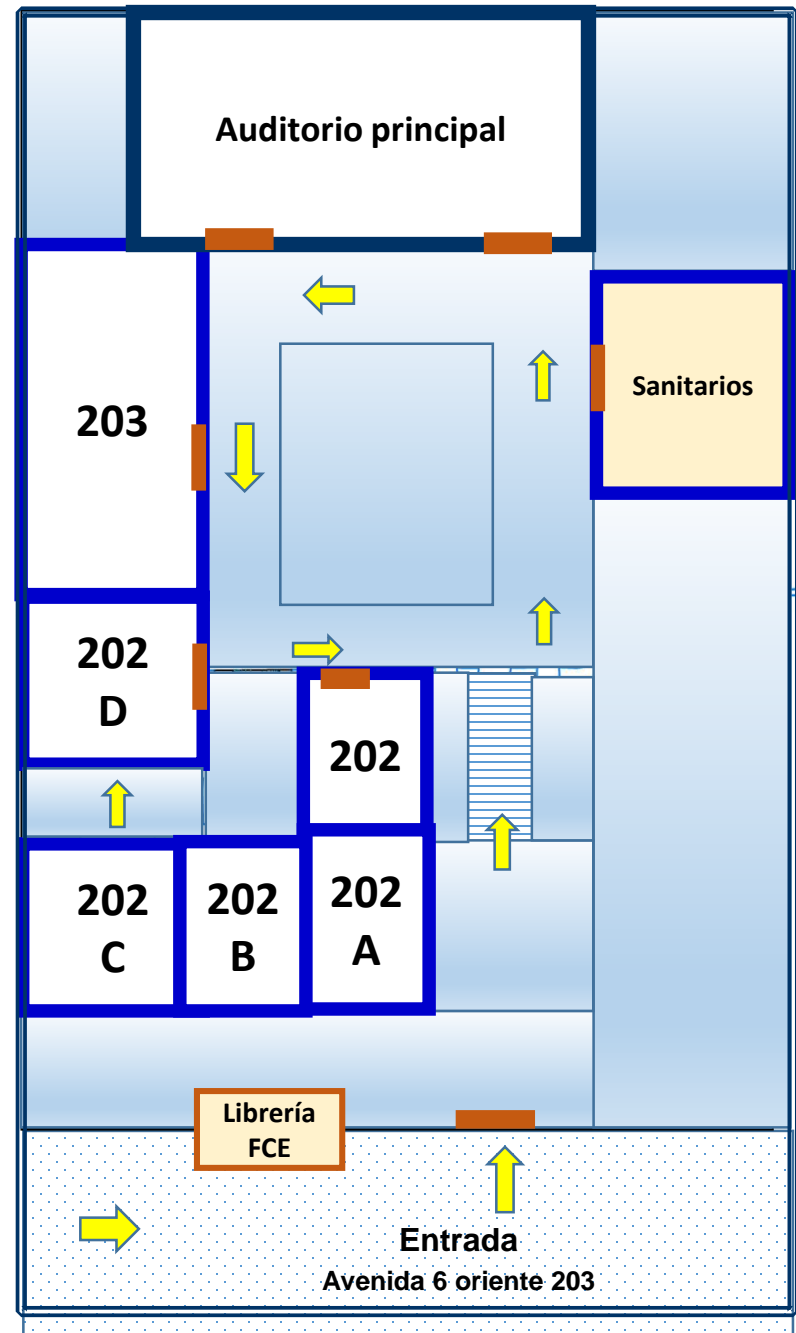 Auditorio principal
Sanitarios
203
202
D
202
202
C
202
B
202
A
Librería
FCE
Entrada
Avenida 6 oriente 203